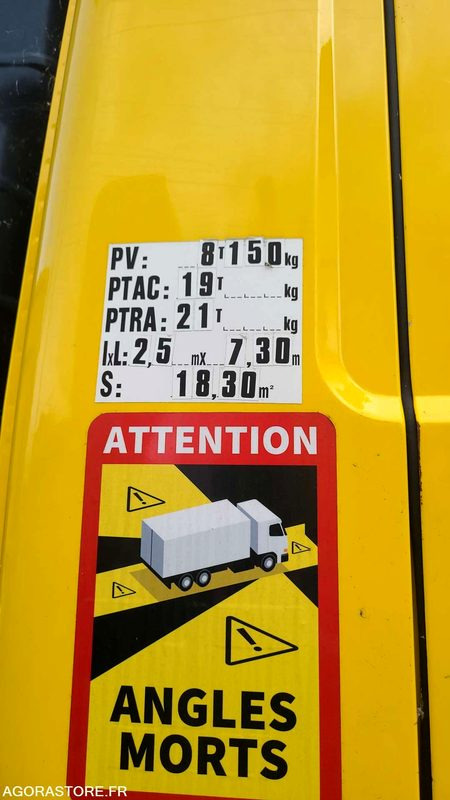 PV: 8T150kg
PTAC: 19T kg
PTRA: 21T kg
lxL: 2,5 mX 7,30m
S: 18,30m²
ATTENTION
ANGLES
MORTS
AGORASTORE.FR